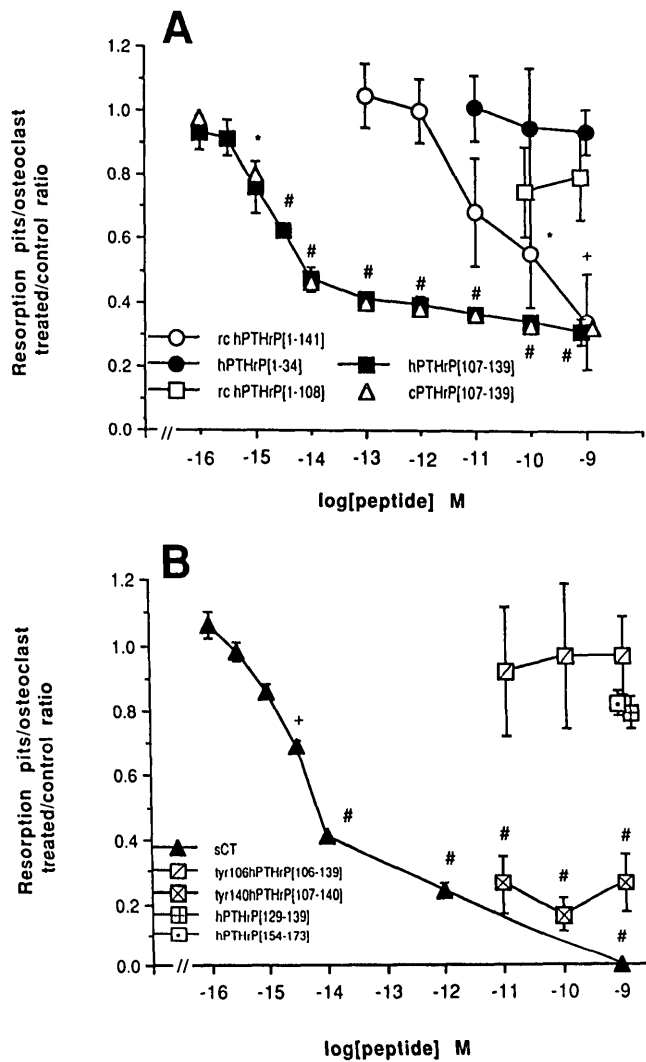 A
Resorption pits/osteoclast
treated/control ratio
1.2
1.0
0.8
0.6
0.4
0.2
0.0
*
#
#
#
#
#
*
+
+
#
#
rc hPTHrP[1-141]
hPTHrP[1-34]
rc hPTHrP[1-108]
hPTHrP[107-139]
cPTHrP[107-139]
//
-16
-15
-14
-13
-12
-11
-10
-9
log[peptide] M
B
Resorption pits/osteoclast
treated/control ratio
1.2
1.0
0.8
0.6
0.4
0.2
0.0
+
#
#
#
#
#
#
sCT
tyr106hPTHrP[106-139]
tyr140hPTHrP[107-140]
hPTHrP[129-139]
hPTHrP[154-173]
//
-16
-15
-14
-13
-12
-11
-10
-9
log[peptide] M